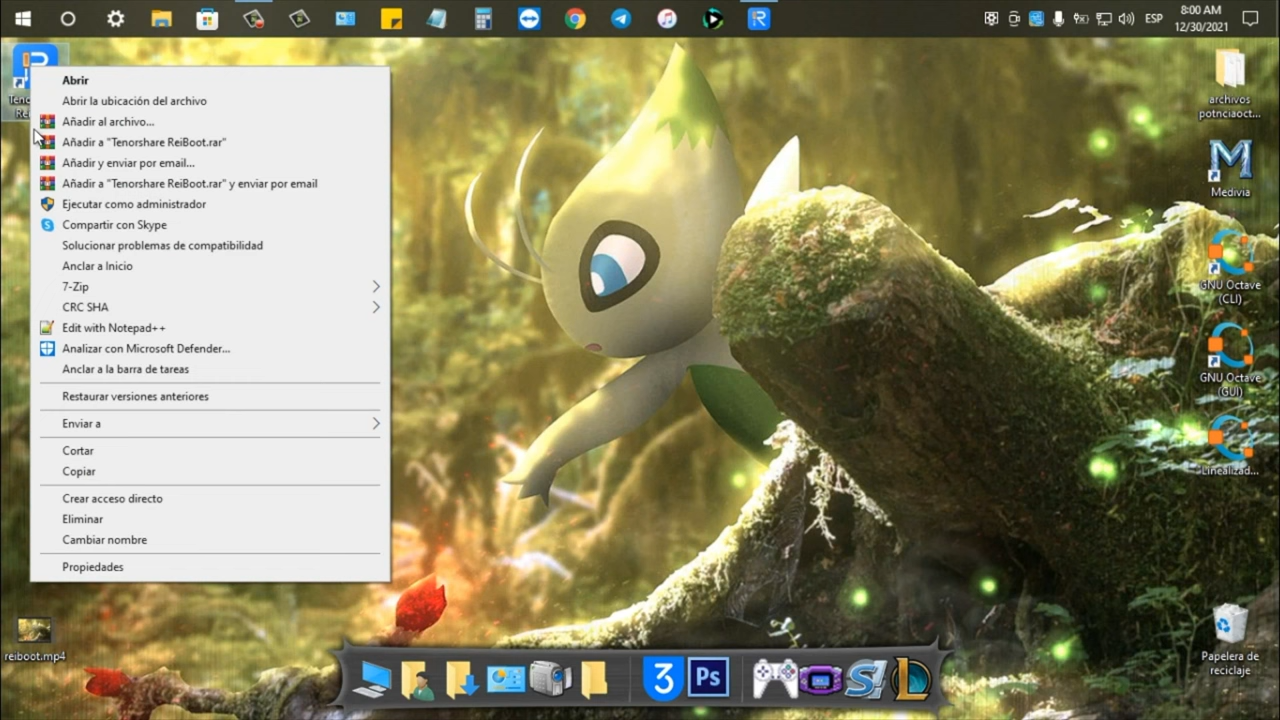 8:00 AM
ESP
12/30/2021
Abrir
Abrir la ubicación del archivo
Añadir al archivo...
Añadir a "Tenorshare ReiBoot.rar"
Añadir y enviar por email...
Añadir a "Tenorshare ReiBoot.rar" y enviar por email
Ejecutar como administrador
Compartir con Skype
Solucionar problemas de compatibilidad
Anclar a Inicio
7-Zip
CRC SHA
Edit with Notepad++
Analizar con Microsoft Defender...
Anclar a la barra de tareas
Restaurar versiones anteriores
Enviar a
Cortar
Copiar
Crear acceso directo
Eliminar
Cambiar nombre
Propiedades
reiboot.mp4
archivos
potnciaoct...
Medivia
GNU Octave
(CLI)
GNU Octave
(GUI)
Linealizad...
Papelera de
reciclaje
3
Ps